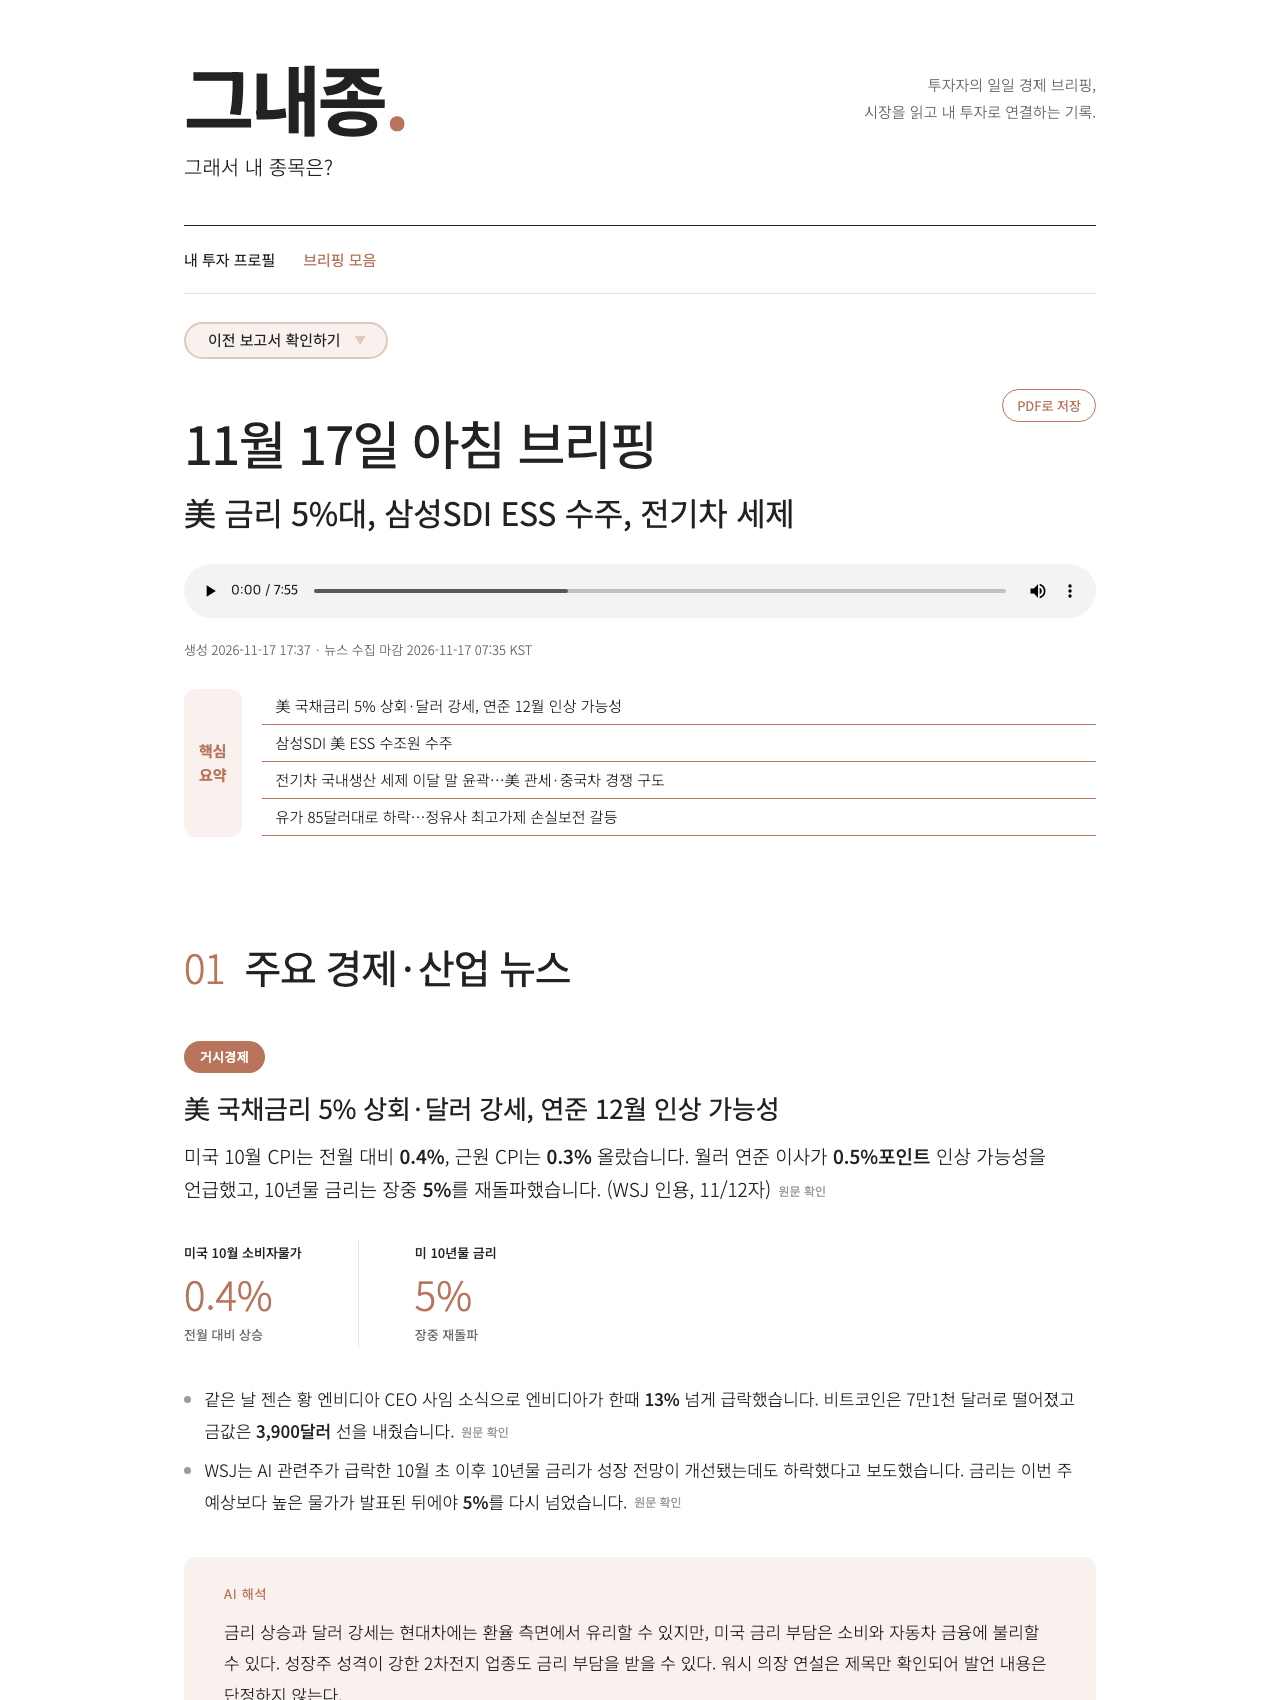 그내종.
투자자의 일일 경제 브리핑,
시장을 읽고 내 투자로 연결하는 기록.
그래서 내 종목은?
내 투자 프로필 브리핑 모음
이전 보고서 확인하기 ▼
PDF로 저장
11월 17일 아침 브리핑
美 금리 5%대, 삼성SDI ESS 수주, 전기차 세제
0:00 / 7:55
생성 2026-11-17 17:37 · 뉴스 수집 마감 2026-11-17 07:35 KST
핵심
요약
美 국채금리 5% 상회·달러 강세, 연준 12월 인상 가능성
삼성SDI 美 ESS 수조원 수주
전기차 국내생산 세제 이달 말 윤곽…美 관세·중국차 경쟁 구도
유가 85달러대로 하락…정유사 최고가제 손실보전 갈등
01 주요 경제·산업 뉴스
거시경제
美 국채금리 5% 상회·달러 강세, 연준 12월 인상 가능성
미국 10월 CPI는 전월 대비 0.4%, 근원 CPI는 0.3% 올랐습니다. 월러 연준 이사가 0.5%포인트 인상 가능성을
언급했고, 10년물 금리는 장중 5%를 재돌파했습니다. (WSJ 인용, 11/12자) 원문 확인
미국 10월 소비자물가
0.4%
전월 대비 상승
미 10년물 금리
5%
장중 재돌파
같은 날 젠슨 황 엔비디아 CEO 사임 소식으로 엔비디아가 한때 13% 넘게 급락했습니다. 비트코인은 7만1천 달러로 떨어졌고
금값은 3,900달러 선을 내줬습니다. 원문 확인
WSJ는 AI 관련주가 급락한 10월 초 이후 10년물 금리가 성장 전망이 개선됐는데도 하락했다고 보도했습니다. 금리는 이번 주
예상보다 높은 물가가 발표된 뒤에야 5%를 다시 넘었습니다. 원문 확인
AI 해석
금리 상승과 달러 강세는 현대차에는 환율 측면에서 유리할 수 있지만, 미국 금리 부담은 소비와 자동차 금융에 불리할
수 있다. 성장주 성격이 강한 2차전지 업종도 금리 부담을 받을 수 있다. 워시 의장 연설은 제목만 확인되어 발언 내용은
단정하지 않는다.